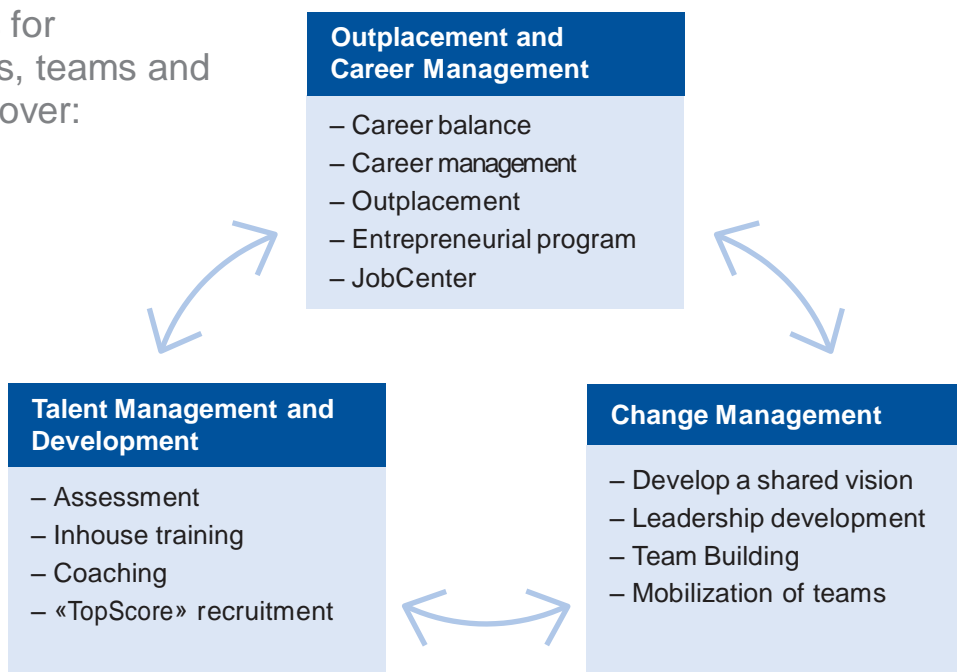 for
s, teams and
over:
Outplacement and
Career Management
– Career balance
– Career management
– Outplacement
– Entrepreneurial program
– JobCenter
Talent Management and
Development
– Assessment
– Inhouse training
– Coaching
– «TopScore» recruitment
Change Management
– Develop a shared vision
– Leadership development
– Team Building
– Mobilization of teams